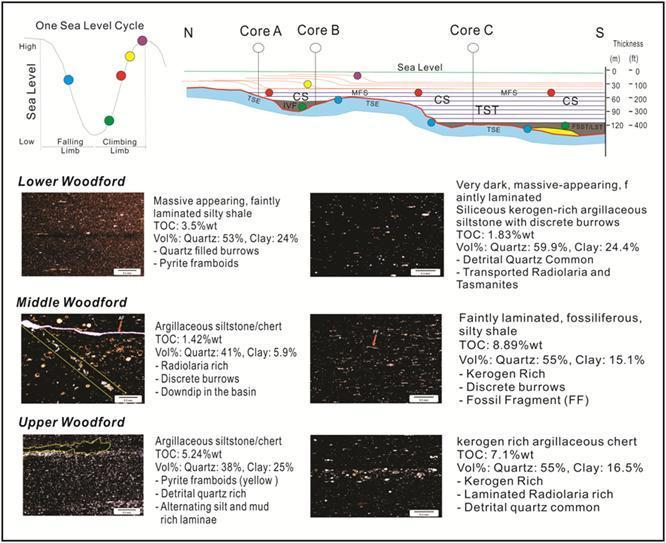 One Sea Level Cycle
High
Sea Level
Low
Falling Limb
Climbing Limb
N
Core A
Core B
Core C
S
Thickness
(m) (ft)
Sea Level
0 0
30 100
60 200
90 300
120 400
TSE
IVF
CS
MFS
TSE
CS
MFS
TST
TSE
CS
FSST/LST
Lower Woodford
Massive appearing, faintly
laminated silty shale
TOC: 3.5%wt
Vol%: Quartz: 53%, Clay: 24%
- Quartz filled burrows
- Pyrite framboids
Very dark, massive-appearing, f
aintly laminated
Siliceous kerogen-rich argillaceous
siltstone with discrete burrows
TOC: 1.83%wt
Vol%: Quartz: 59.9%, Clay: 24.4%
- Detrital Quartz Common
- Transported Radiolaria and
Tasmanites
Middle Woodford
AF
Argillaceous siltstone/chert
TOC: 1.42%wt
Vol%: Quartz: 41%, Clay: 5.9%
- Radiolaria rich
- Discrete burrows
- Downdip in the basin
FF
Faintly laminated, fossiliferous,
silty shale
TOC: 8.89%wt
Vol%: Quartz: 55%, Clay: 15.1%
- Kerogen Rich
- Discrete burrows
- Fossil Fragment (FF)
Upper Woodford
Argillaceous siltstone/chert
TOC: 5.24%wt
Vol%: Quartz: 38%, Clay: 25%
- Pyrite framboids (yellow )
- Detrital quartz rich
- Alternating silt and mud
rich laminae
kerogen rich argillaceous chert
TOC: 7.1%wt
Vol%: Quartz: 55%, Clay: 16.5%
- Kerogen Rich
- Laminated Radiolaria rich
- Detrital quartz common